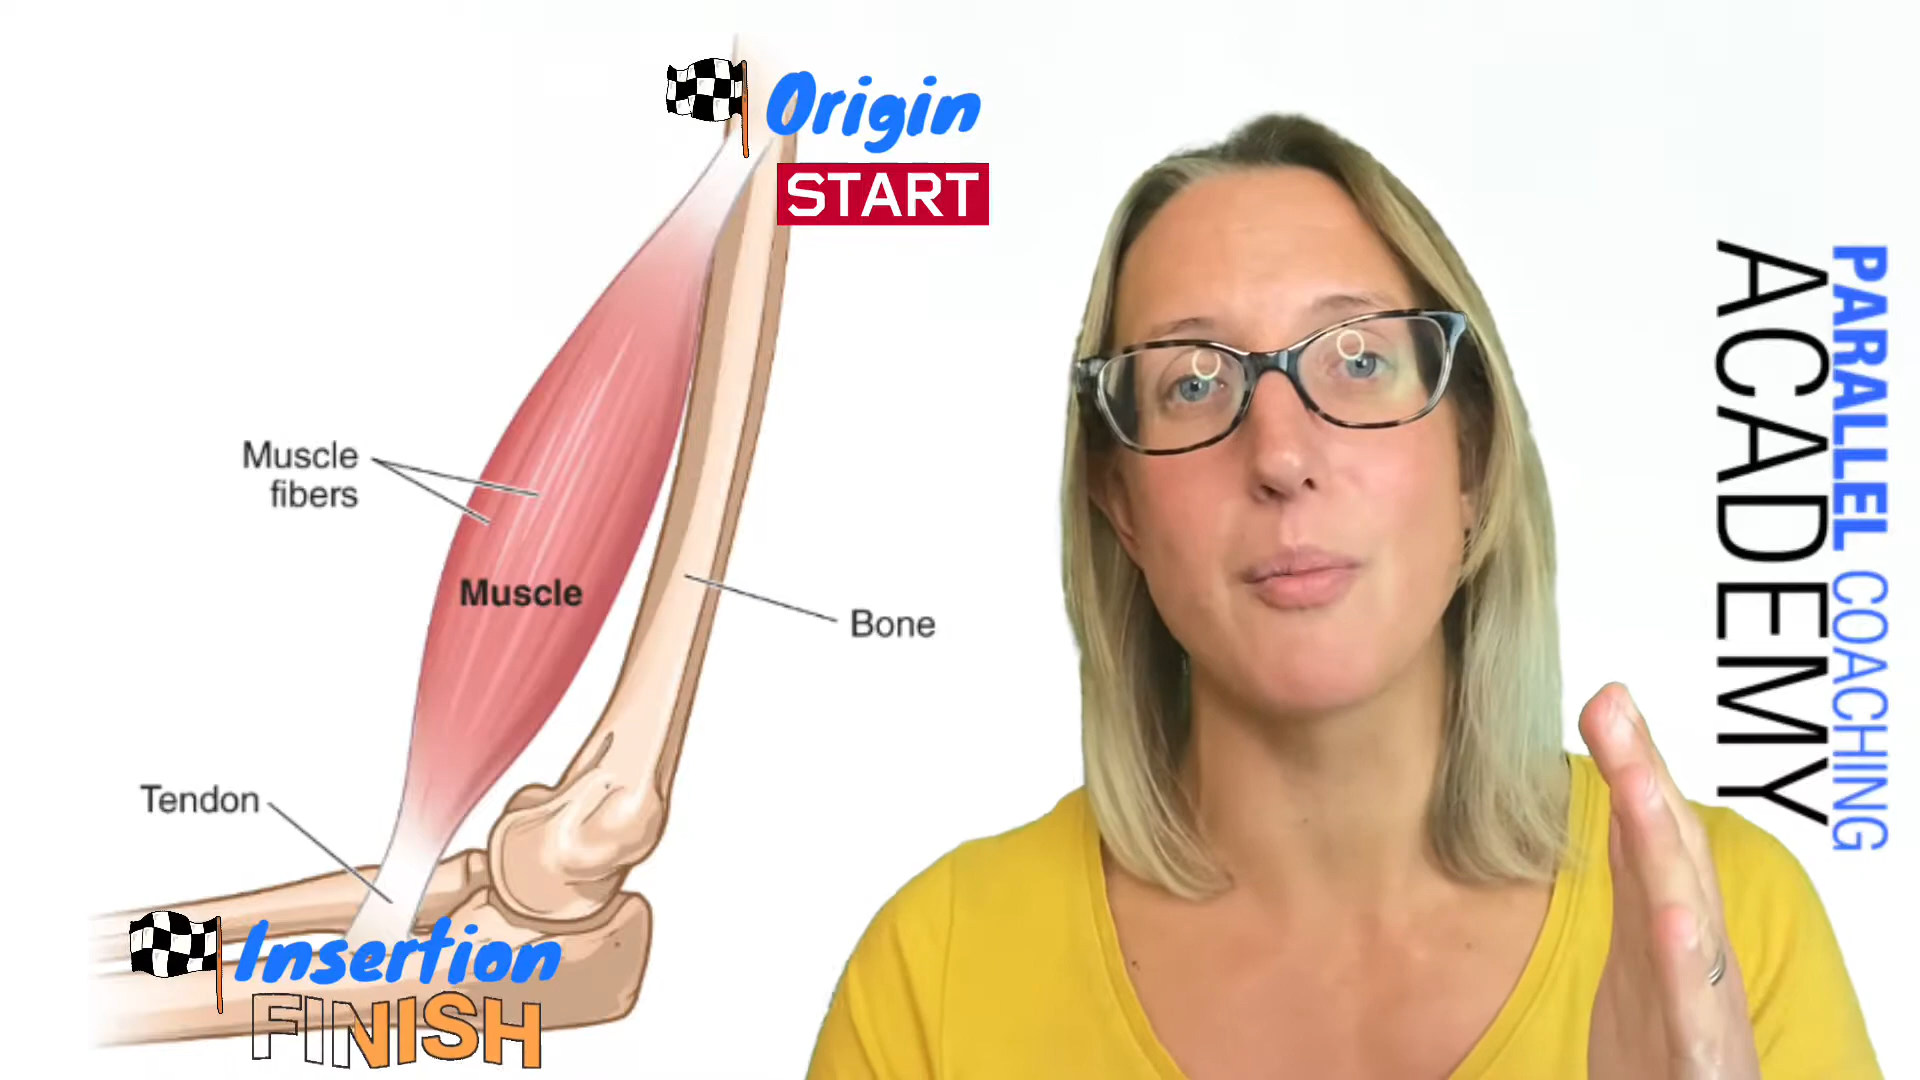 Origin
START
Muscle
fibers
Muscle
Bone
Tendon
Insertion
FINISH
PARALLEL COACHING
ACADEMY